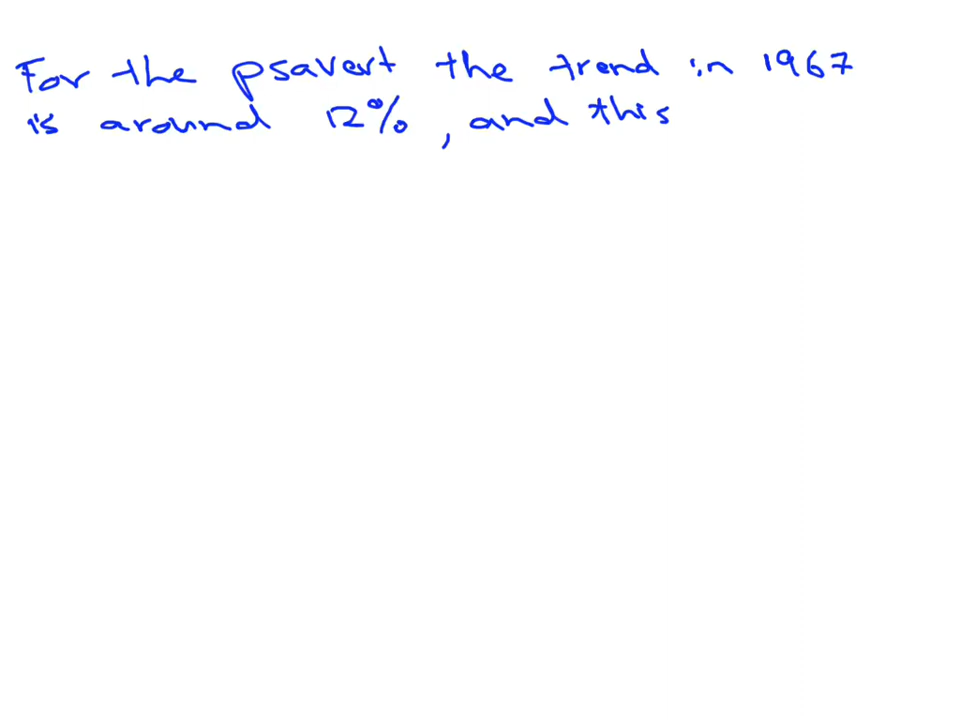 For the psavert the trend in 1967
is around 12%, and this